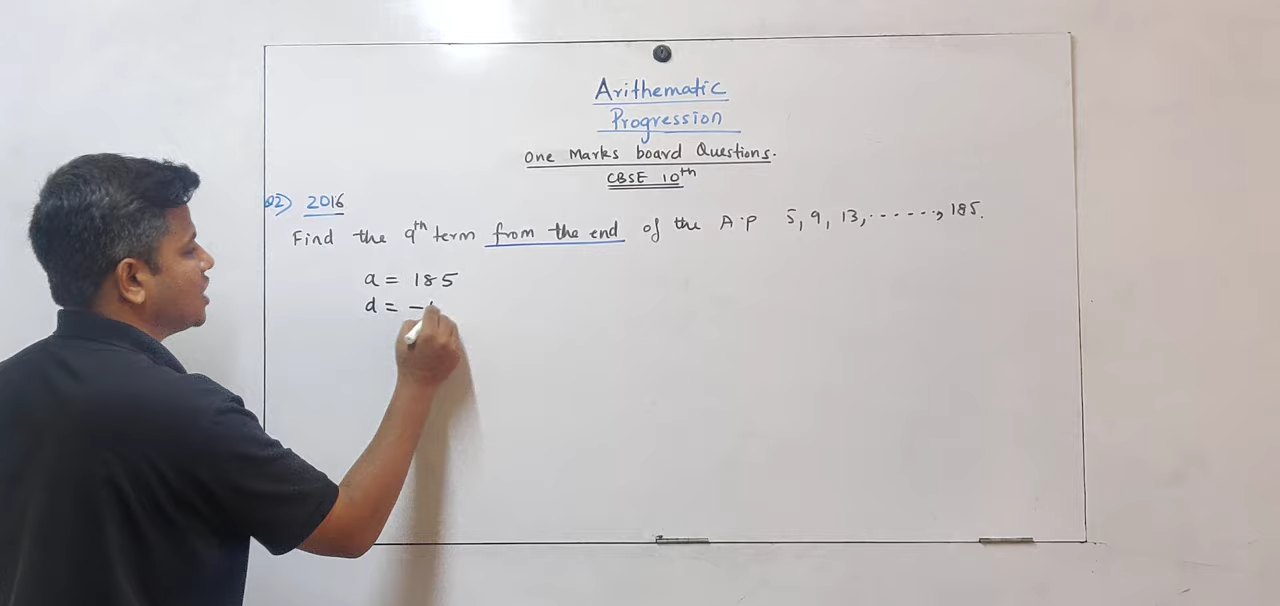 Arithematic
Progression
One Marks board Questions.
CBSE 10th
02) 2016
Find the 9th term from the end of the A.P 5, 9, 13, ......, 185.
a = 185
d = -